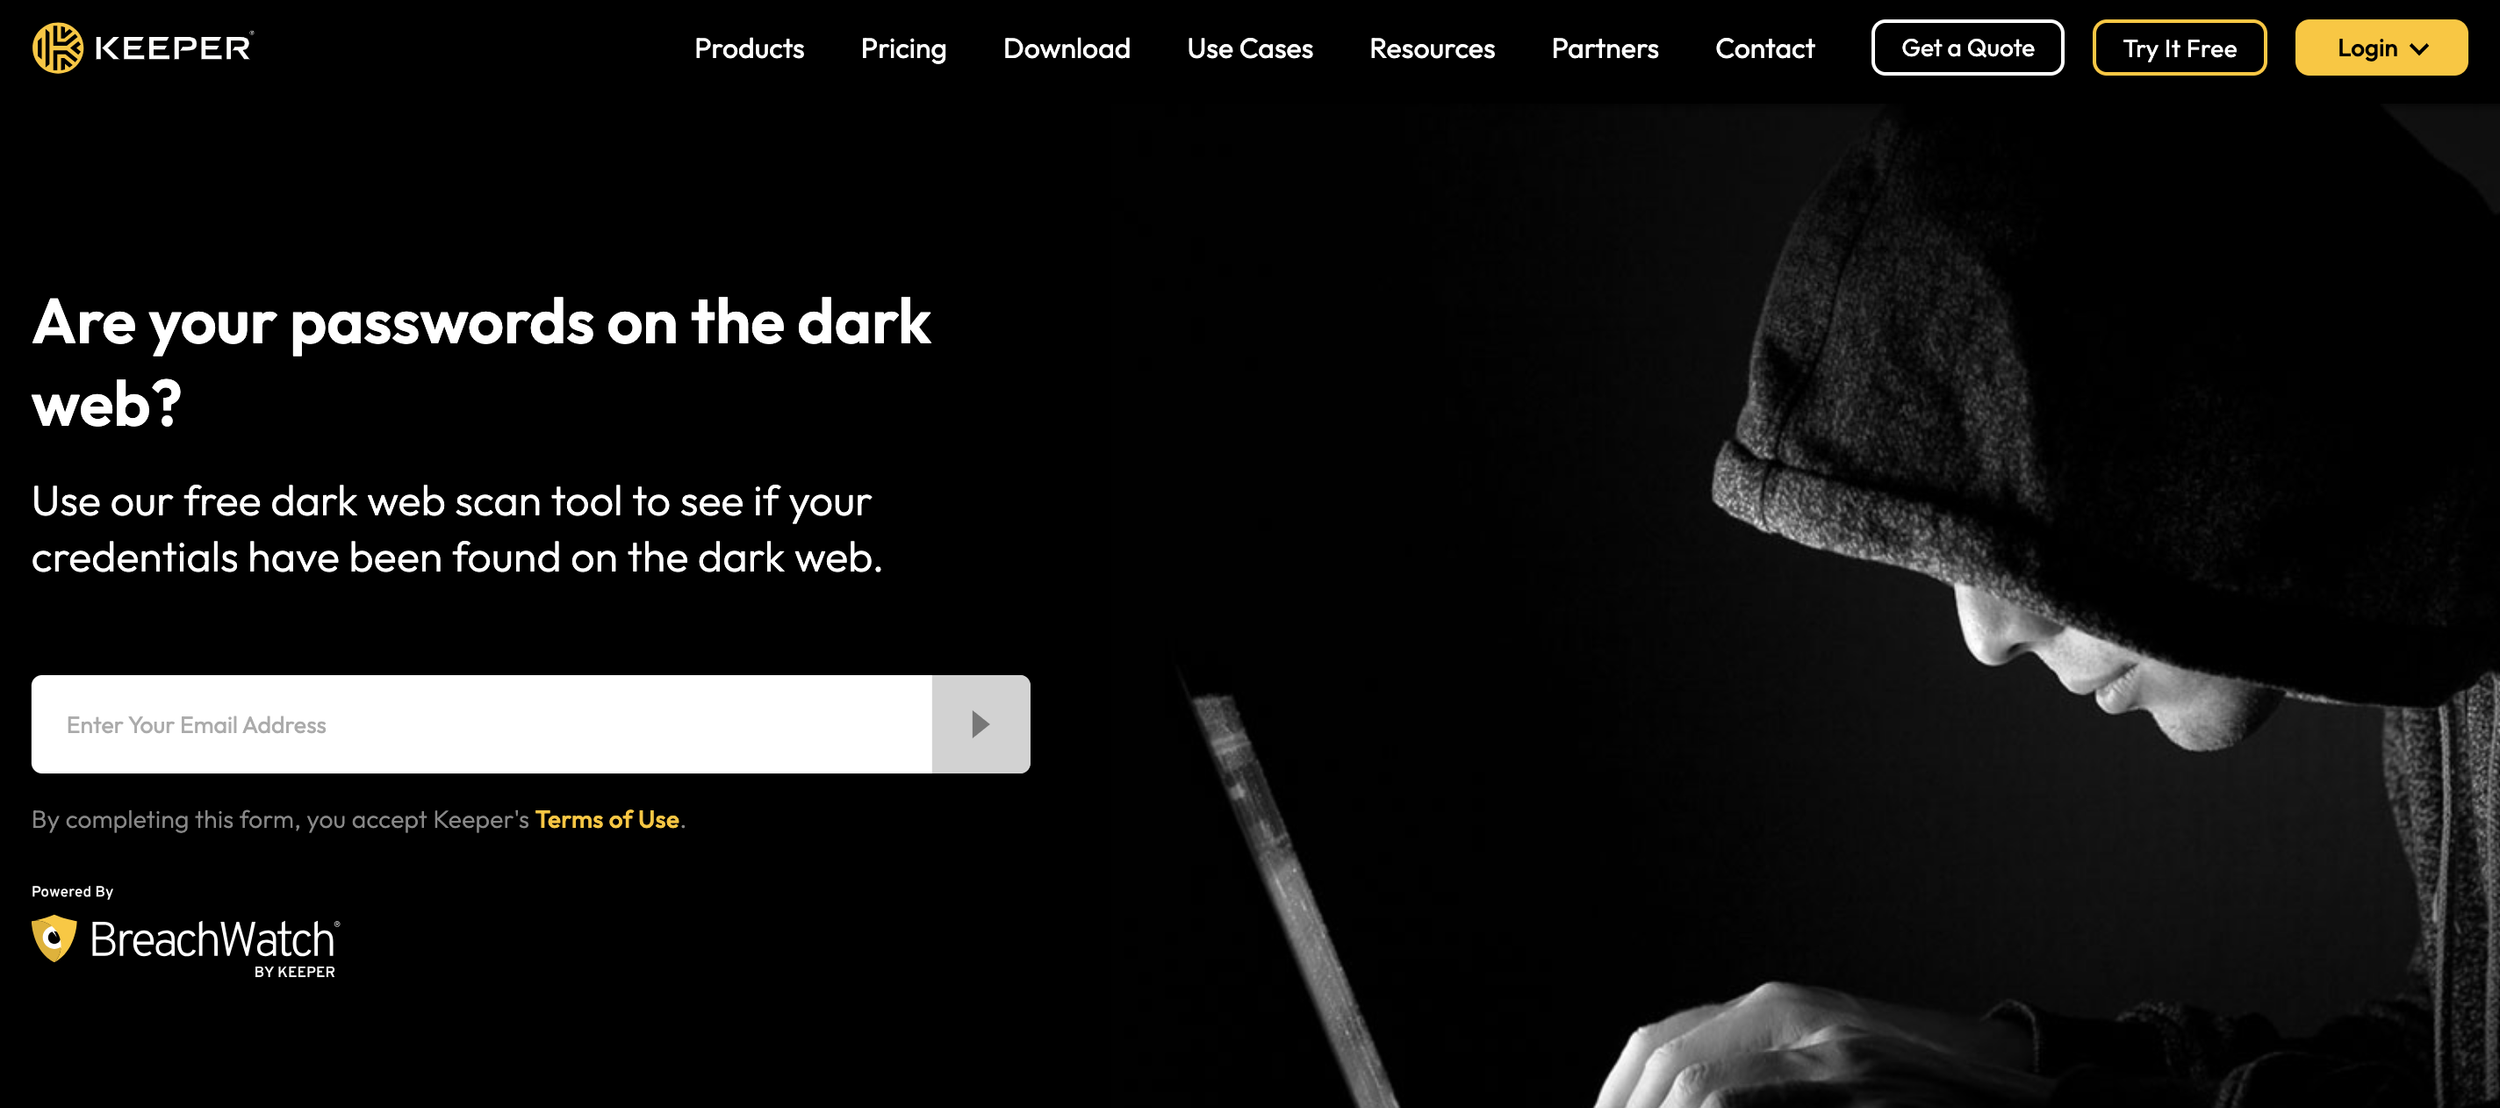 KEEPER®
Products
Pricing
Download
Use Cases
Resources
Partners
Contact
Get a Quote
Try It Free
Login
Are your passwords on the dark
web?
Use our free dark web scan tool to see if your
credentials have been found on the dark web.
Enter Your Email Address
By completing this form, you accept Keeper's Terms of Use.
Powered By
BreachWatch®
BY KEEPER